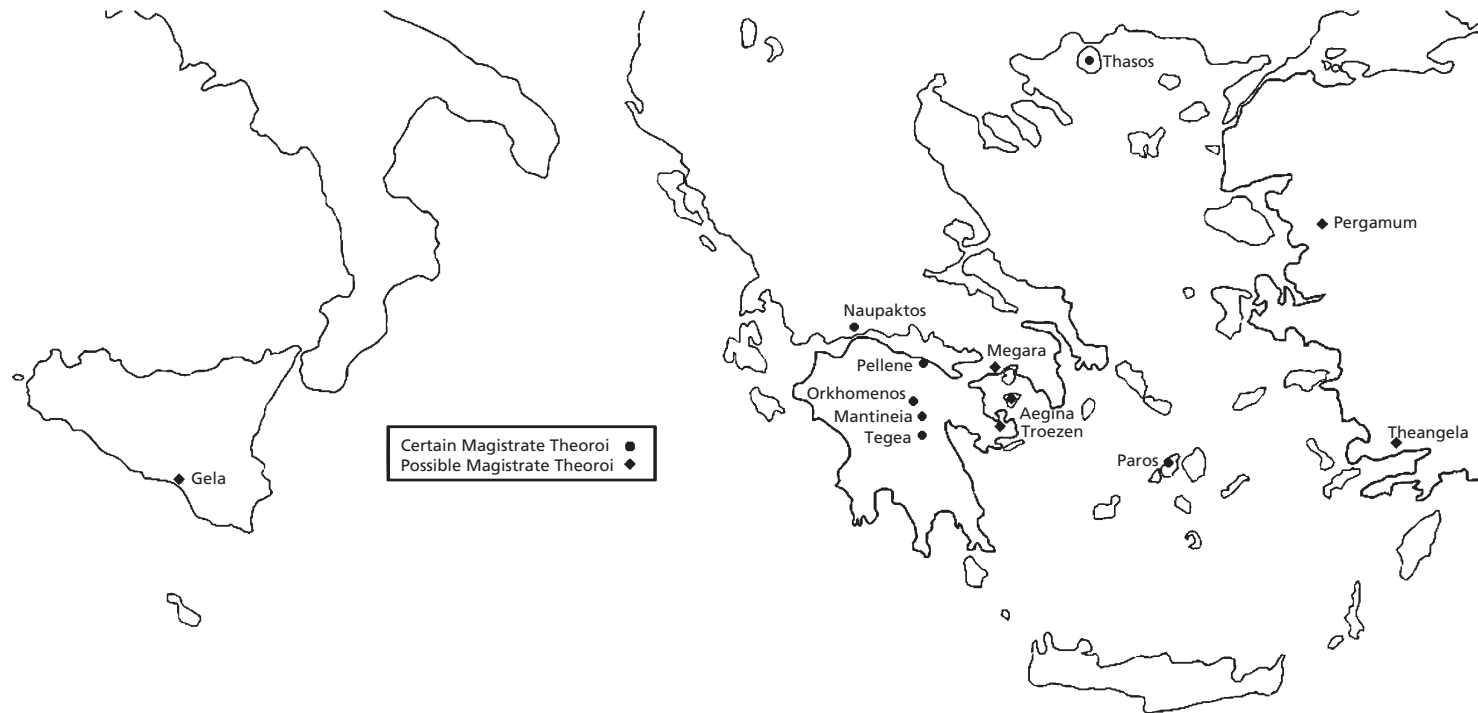 Thasos
Pergamum
Naupaktos
Megara
Pellene
Orkhomenos
Aegina
Mantineia
Troezen
Tegea
Theangela
Paros
Gela
Certain Magistrate Theoroi ●
Possible Magistrate Theoroi ◆